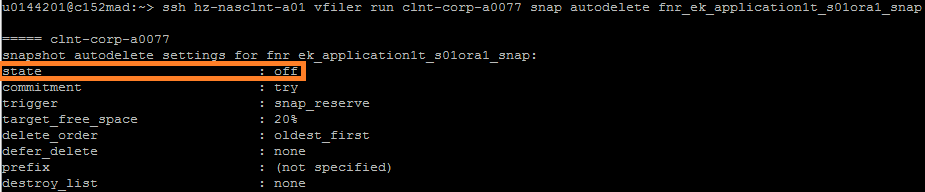 u0144201@c152mad:~> ssh hz-nasclnt-a01 vfiler run clnt-corp-a0077 snap autodelete fnr_ek_application1t_s01ora1_snap
===== clnt-corp-a0077
snapshot autodelete settings for fnr_ek_application1t_s01ora1_snap:
state : off
commitment : try
trigger : snap_reserve
target_free_space : 20%
delete_order : oldest_first
defer_delete : none
prefix : (not specified)
destroy_list : none